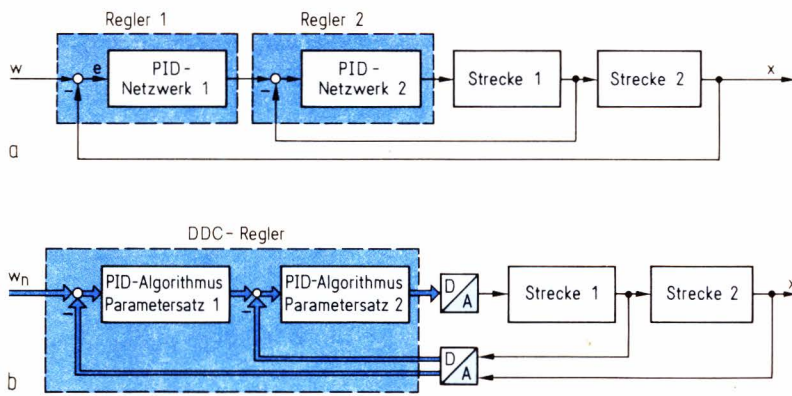 Regler 1
Regler 2
w
e
PID-
Netzwerk 1
PID-
Netzwerk 2
Strecke 1
Strecke 2
x
−
−
a
DDC-Regler
wn
PID-Algorithmus
Parametersatz 1
PID-Algorithmus
Parametersatz 2
D
A
Strecke 1
Strecke 2
x
−
−
D
A
b